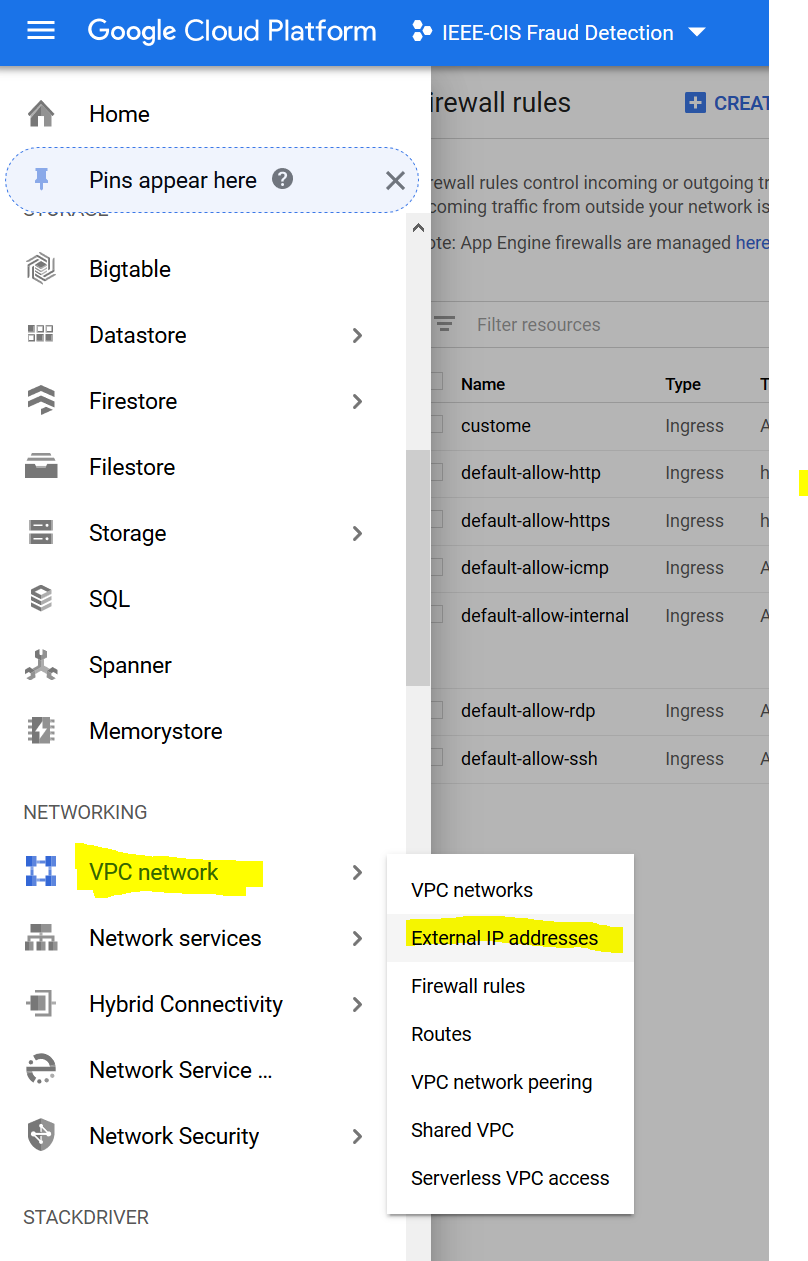 Google Cloud Platform
IEEE-CIS Fraud Detection
Home
Pins appear here
STORAGE
Bigtable
Datastore
Firestore
Filestore
Storage
SQL
Spanner
Memorystore
NETWORKING
VPC network
Network services
Hybrid Connectivity
Network Service ...
Network Security
STACKDRIVER
VPC networks
External IP addresses
Firewall rules
Routes
VPC network peering
Shared VPC
Serverless VPC access
irewall rules
CREAT
rewall rules control incoming or outgoing tr
coming traffic from outside your network is
ote: App Engine firewalls are managed here
Filter resources
Name Type T
custome Ingress A
default-allow-http Ingress h
default-allow-https Ingress h
default-allow-icmp Ingress A
default-allow-internal Ingress A
default-allow-rdp Ingress A
default-allow-ssh Ingress A